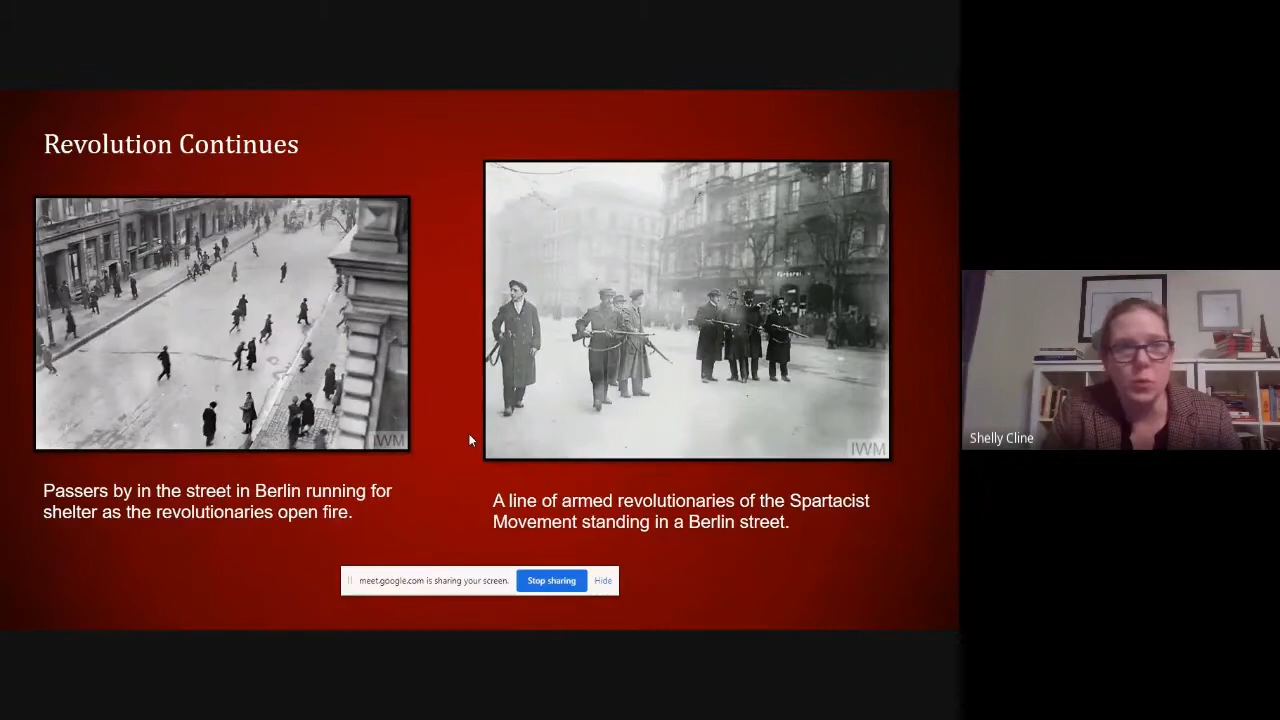 Revolution Continues
Färberei
IWM
IWM
Passers by in the street in Berlin running for
shelter as the revolutionaries open fire.
A line of armed revolutionaries of the Spartacist
Movement standing in a Berlin street.
meet.google.com is sharing your screen.
Stop sharing
Hide
Shelly Cline